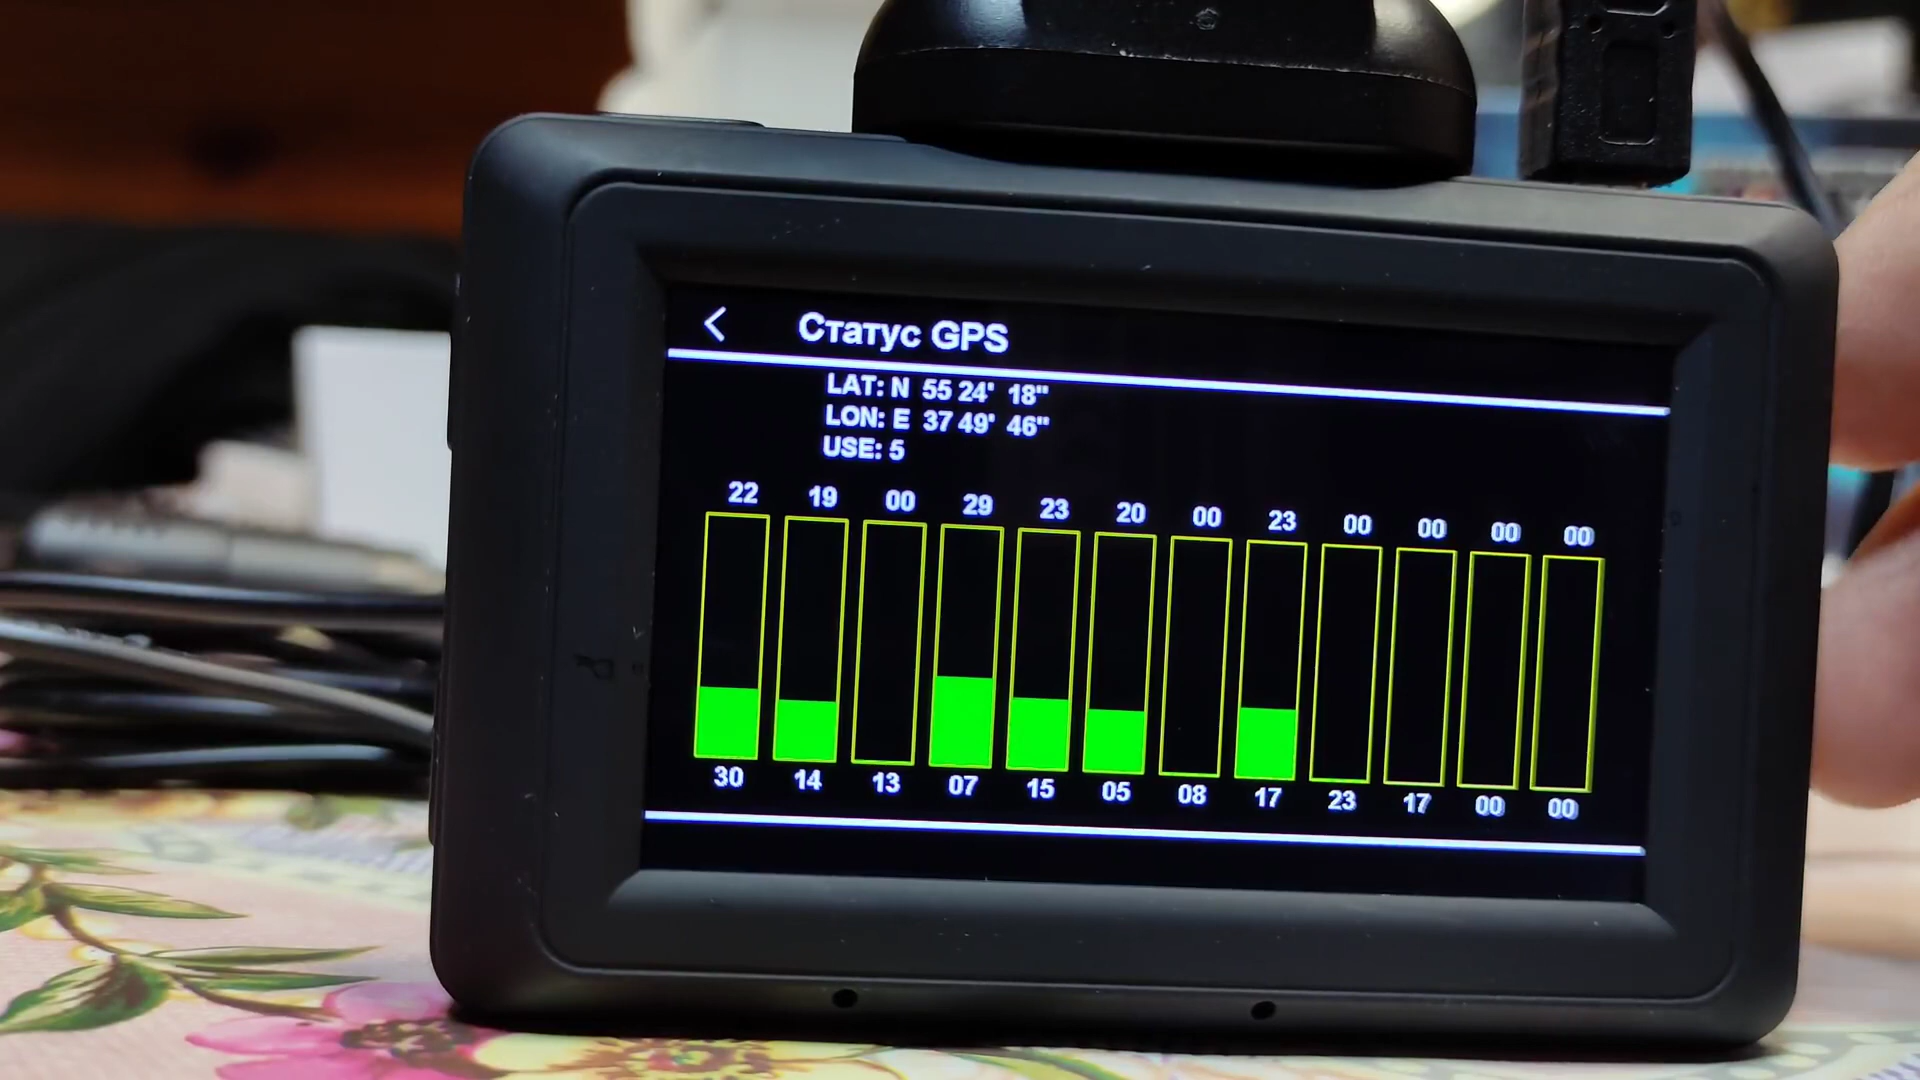 Статус GPS
LAT: N 55 24' 18"
LON: E 37 49' 46"
USE: 5
22 19 00 29 23 20 00 23 00 00 00 00
30 14 13 07 15 05 08 17 23 17 00 00